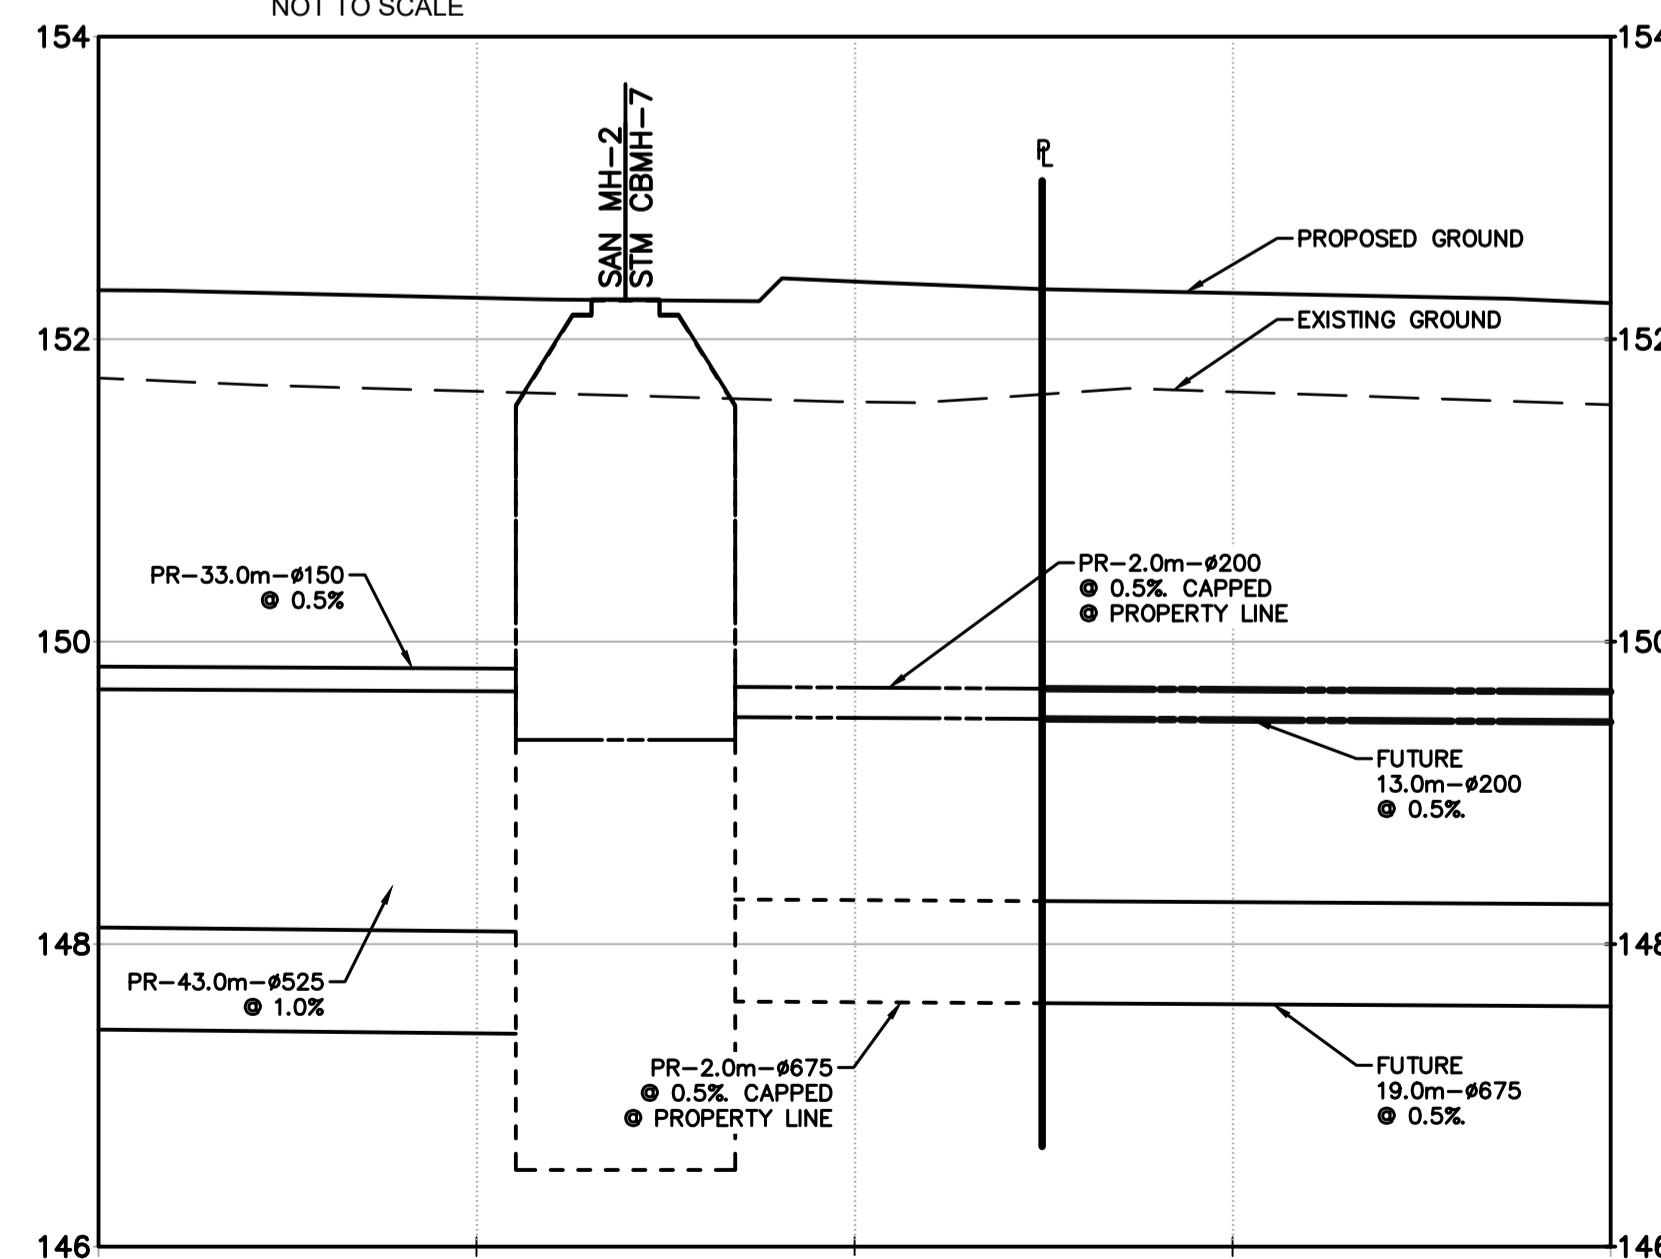 NOT TO SCALE
154
154
SAN MH-2
STM CBMH-7
PL
PROPOSED GROUND
EXISTING GROUND
152
152
PR-33.0m-ø150
@ 0.5%
PR-2.0m-ø200
@ 0.5%. CAPPED
@ PROPERTY LINE
150
150
FUTURE
13.0m-ø200
@ 0.5%.
148
148
PR-43.0m-ø525
@ 1.0%
PR-2.0m-ø675
@ 0.5%. CAPPED
@ PROPERTY LINE
FUTURE
19.0m-ø675
@ 0.5%.
146
146